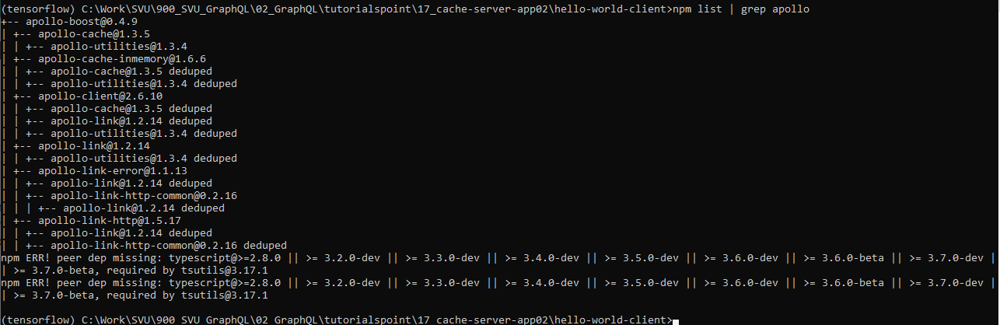 (tensorflow) C:\Work\SVU\900_SVU_GraphQL\02_GraphQL\tutorialspoint\17_cache-server-app02\hello-world-client>npm list | grep apollo
+-- apollo-boost@0.4.9
| +-- apollo-cache@1.3.5
| | +-- apollo-utilities@1.3.4
| +-- apollo-cache-inmemory@1.6.6
| | +-- apollo-cache@1.3.5 deduped
| | +-- apollo-utilities@1.3.4 deduped
| +-- apollo-client@2.6.10
| | +-- apollo-cache@1.3.5 deduped
| | +-- apollo-link@1.2.14 deduped
| | +-- apollo-utilities@1.3.4 deduped
| +-- apollo-link@1.2.14
| | +-- apollo-utilities@1.3.4 deduped
| +-- apollo-link-error@1.1.13
| | +-- apollo-link@1.2.14 deduped
| | +-- apollo-link-http-common@0.2.16
| | | +-- apollo-link@1.2.14 deduped
| +-- apollo-link-http@1.5.17
| | +-- apollo-link@1.2.14 deduped
| | +-- apollo-link-http-common@0.2.16 deduped
npm ERR! peer dep missing: typescript@>=2.8.0 || >= 3.2.0-dev || >= 3.3.0-dev || >= 3.4.0-dev || >= 3.5.0-dev || >= 3.6.0-dev || >= 3.6.0-beta || >= 3.7.0-dev |
| >= 3.7.0-beta, required by tsutils@3.17.1
npm ERR! peer dep missing: typescript@>=2.8.0 || >= 3.2.0-dev || >= 3.3.0-dev || >= 3.4.0-dev || >= 3.5.0-dev || >= 3.6.0-dev || >= 3.6.0-beta || >= 3.7.0-dev |
| >= 3.7.0-beta, required by tsutils@3.17.1
(tensorflow) C:\Work\SVU\900_SVU_GraphQL\02_GraphQL\tutorialspoint\17_cache-server-app02\hello-world-client>